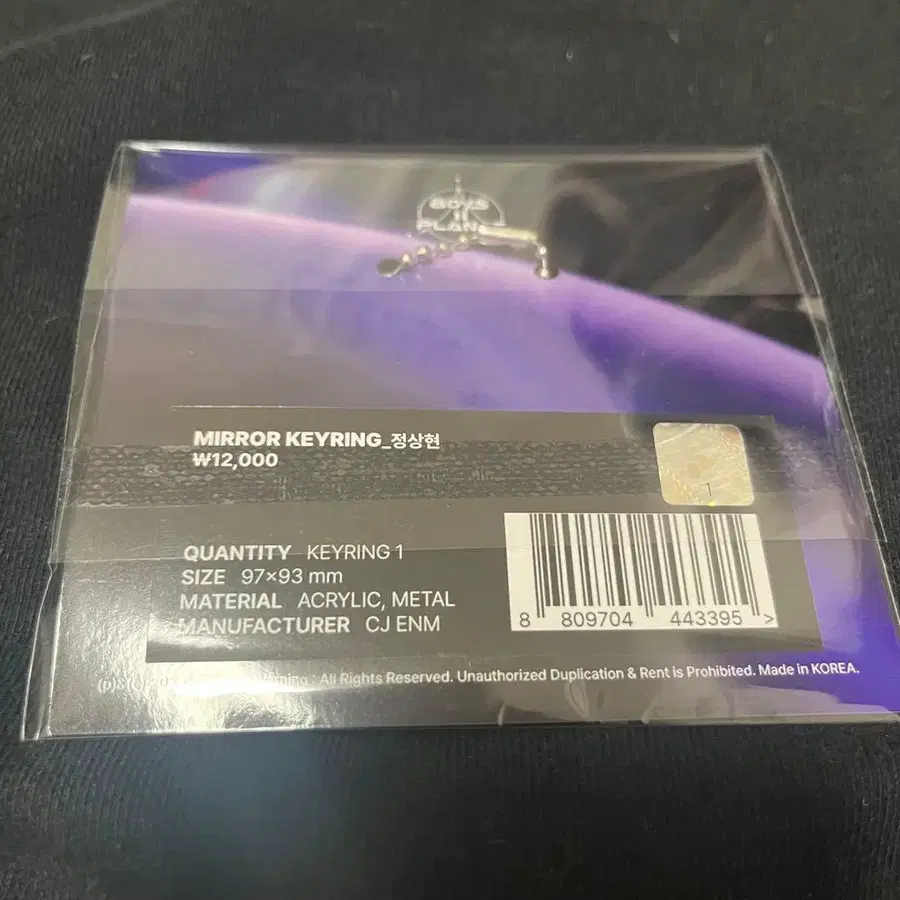 BOYS
II
PLAN
MIRROR KEYRING_정상현
₩12,000
QUANTITY KEYRING 1
SIZE 97×93 mm
MATERIAL ACRYLIC, METAL
MANUFACTURER CJ ENM
8 809704 443395 >
Warning : All Rights Reserved. Unauthorized Duplication & Rent is Prohibited. Made in KOREA.